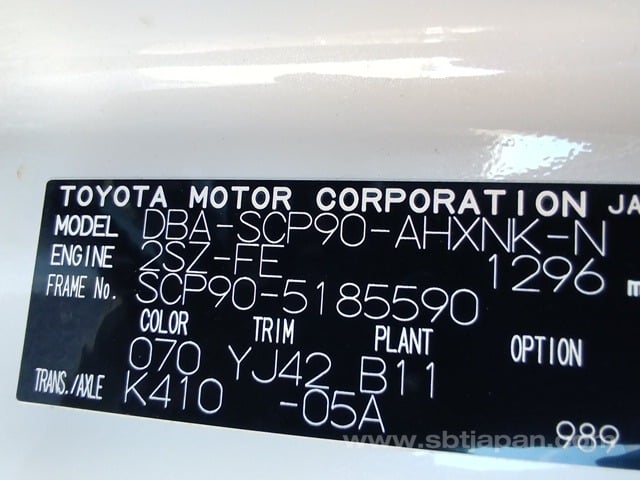 TOYOTA MOTOR CORPORATION JA
MODEL DBA-SCP90-AHXNK-N
ENGINE 2SZ-FE 1296 m
FRAME No. SCP90-5185590
COLOR TRIM PLANT OPTION
070 YJ42 B11
TRANS./AXLE K410 -05A 989
www.sbtjapan.com